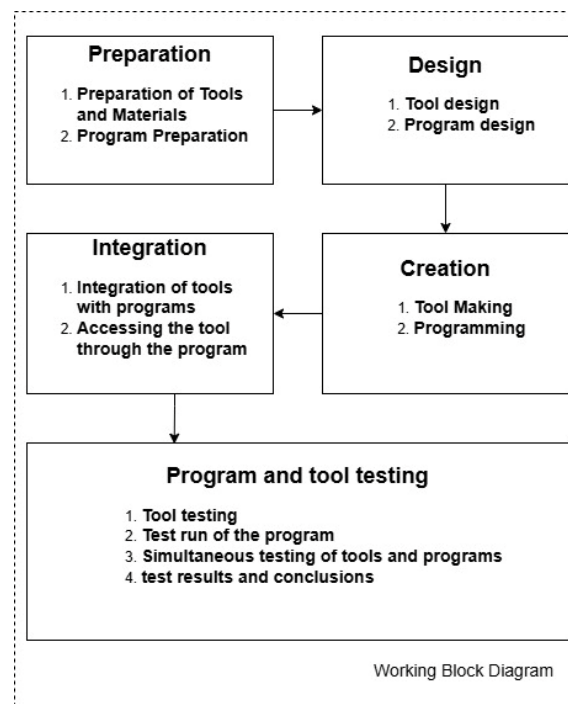 Preparation
1. Preparation of Tools
and Materials
2. Program Preparation
Design
1. Tool design
2. Program design
Creation
1. Tool Making
2. Programming
Integration
1. Integration of tools
with programs
2. Accessing the tool
through the program
Program and tool testing
1. Tool testing
2. Test run of the program
3. Simultaneous testing of tools and programs
4. test results and conclusions
Working Block Diagram